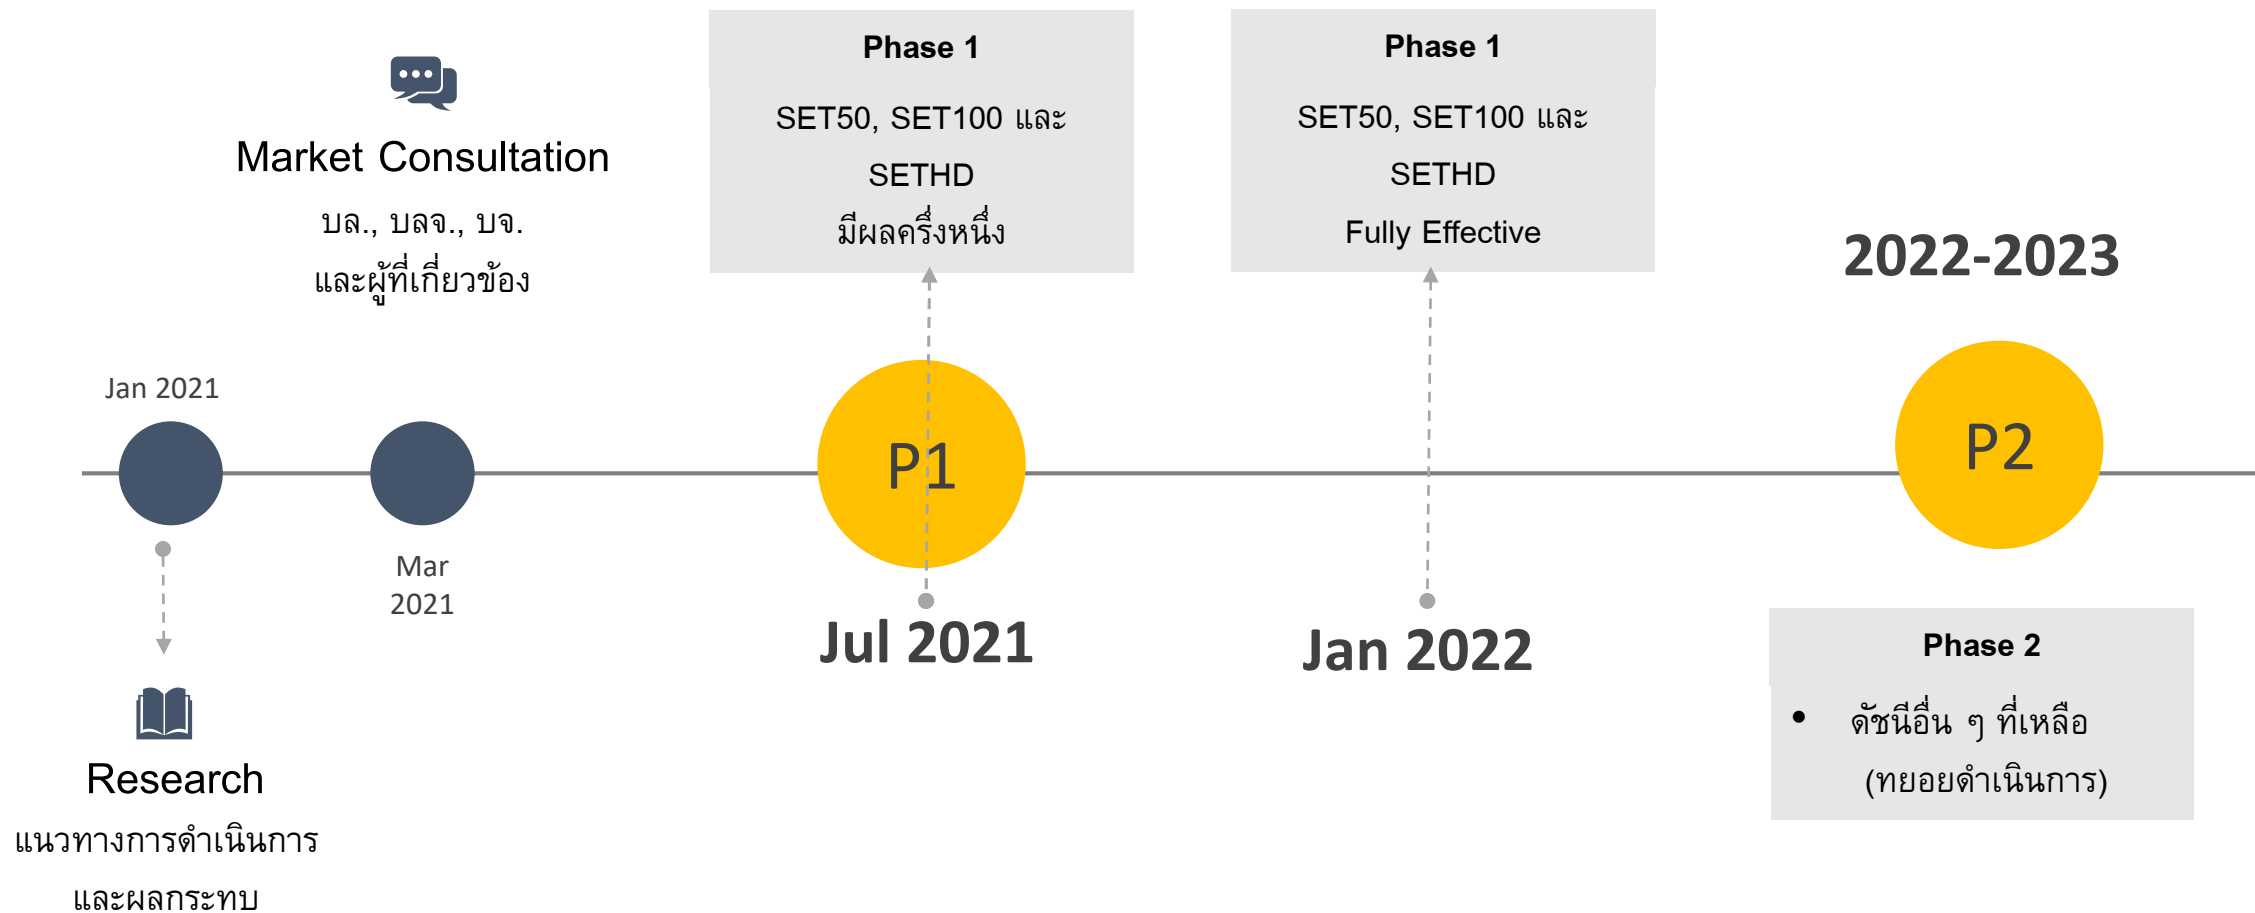 Jan 2021
Research
แนวทางการดำเนินการ
และผลกระทบ
Market Consultation
บล., บลจ., บจ.
และผู้ที่เกี่ยวข้อง
Mar
2021
Phase 1
SET50, SET100 และ
SETHD
มีผลครึ่งหนึ่ง
P1
Jul 2021
Phase 1
SET50, SET100 และ
SETHD
Fully Effective
Jan 2022
2022-2023
P2
Phase 2
• ดัชนีอื่น ๆ ที่เหลือ
(ทยอยดำเนินการ)